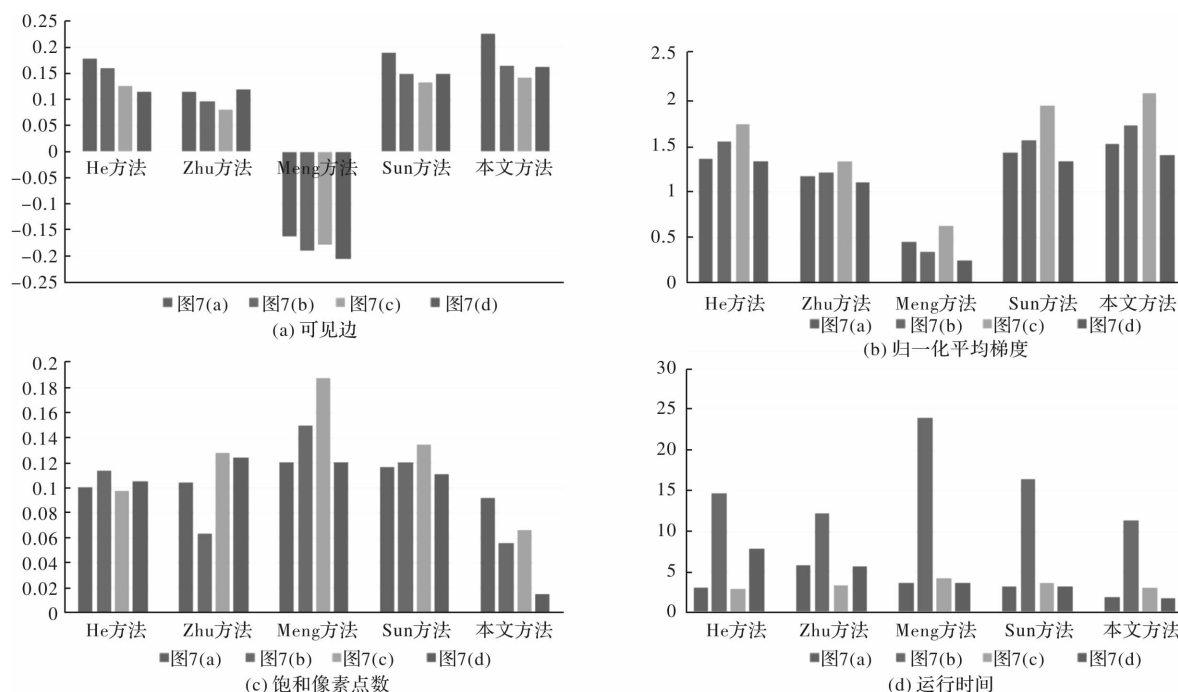 0.25
0.2
0.15
0.1
0.05
0
-0.05
-0.1
-0.15
-0.2
-0.25
He方法 Zhu方法 Meng方法 Sun方法 本文方法
图7(a) 图7(b) 图7(c) 图7(d)
(a) 可见边
2.5
2
1.5
1
0.5
0
He方法 Zhu方法 Meng方法 Sun方法 本文方法
图7(a) 图7(b) 图7(c) 图7(d)
(b) 归一化平均梯度
0.2
0.18
0.16
0.14
0.12
0.1
0.08
0.06
0.04
0.02
0
He方法 Zhu方法 Meng方法 Sun方法 本文方法
图7(a) 图7(b) 图7(c) 图7(d)
(c) 饱和像素点数
30
25
20
15
10
5
0
He方法 Zhu方法 Meng方法 Sun方法 本文方法
图7(a) 图7(b) 图7(c) 图7(d)
(d) 运行时间